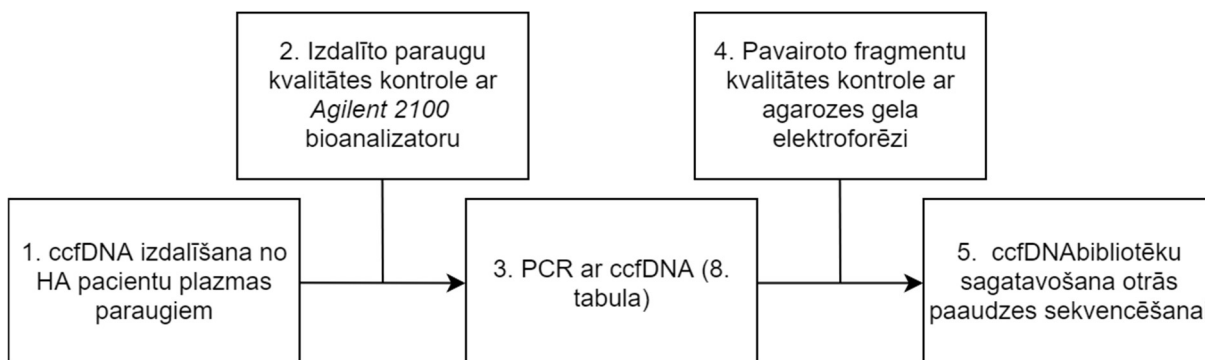 2. Izdalīto paraugu
kvalitātes kontrole ar
Agilent 2100
bioanalizatoru
4. Pavairoto fragmentu
kvalitātes kontrole ar
agarozes gela
elektroforēzi
1. ccfDNA izdalīšana no
HA pacientu plazmas
paraugiem
3. PCR ar ccfDNA (8.
tabula)
5. ccfDNAbibliotēku
sagatavošana otrās
paaudzes sekvencēšana